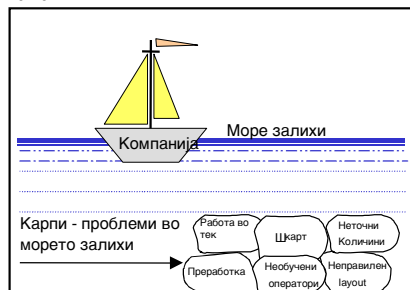 Компанија
Море залихи
Карпи - проблеми во
морето залихи
Работа во
тек
Шкарт
Неточни
Количини
Преработка
Необучени
оператори
Неправилен
layout